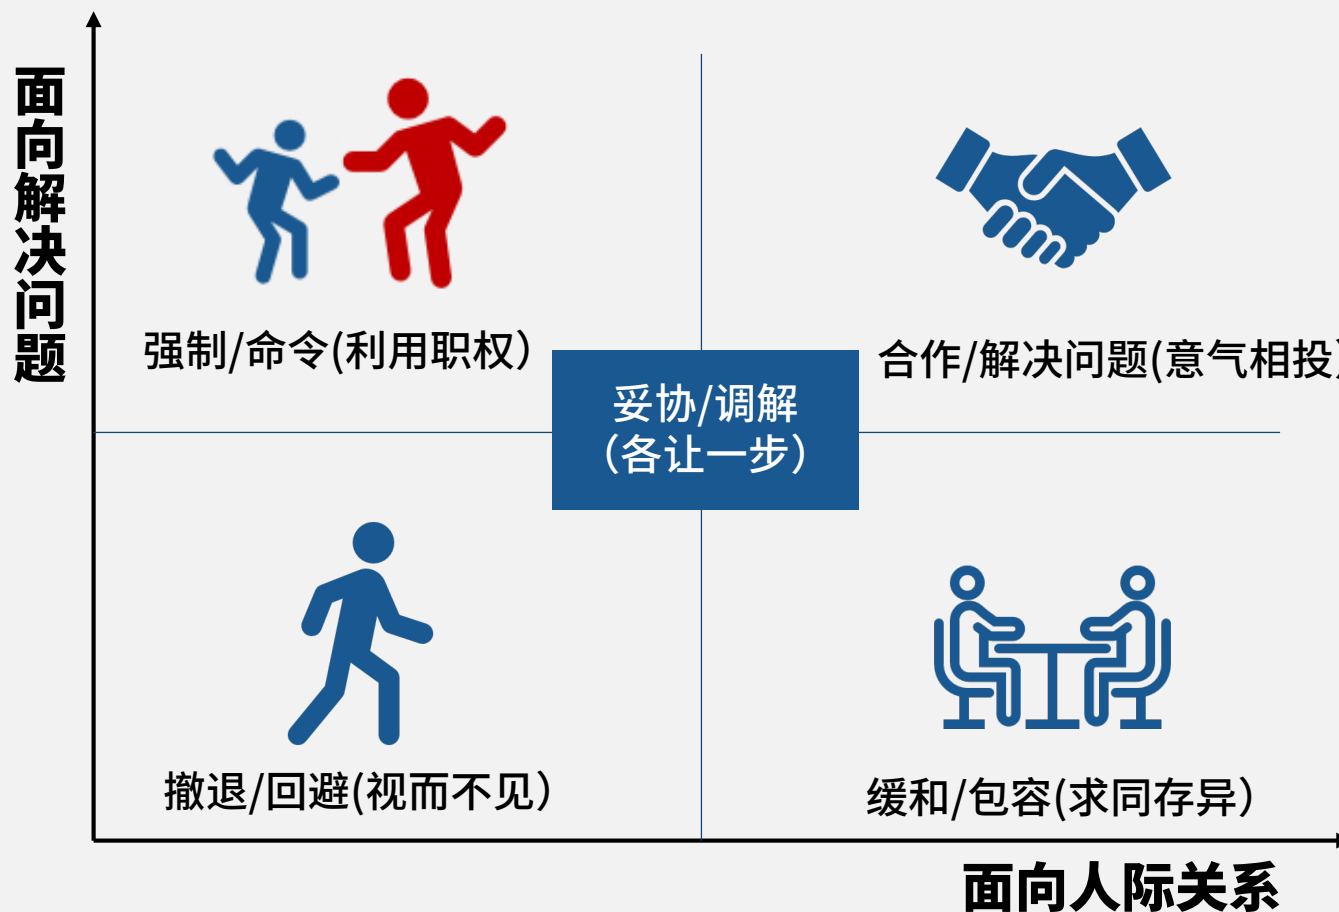 面向解决问题
强制/命令(利用职权）
合作/解决问题(意气相投）
妥协/调解
（各让一步）
撤退/回避(视而不见）
缓和/包容(求同存异）
面向人际关系